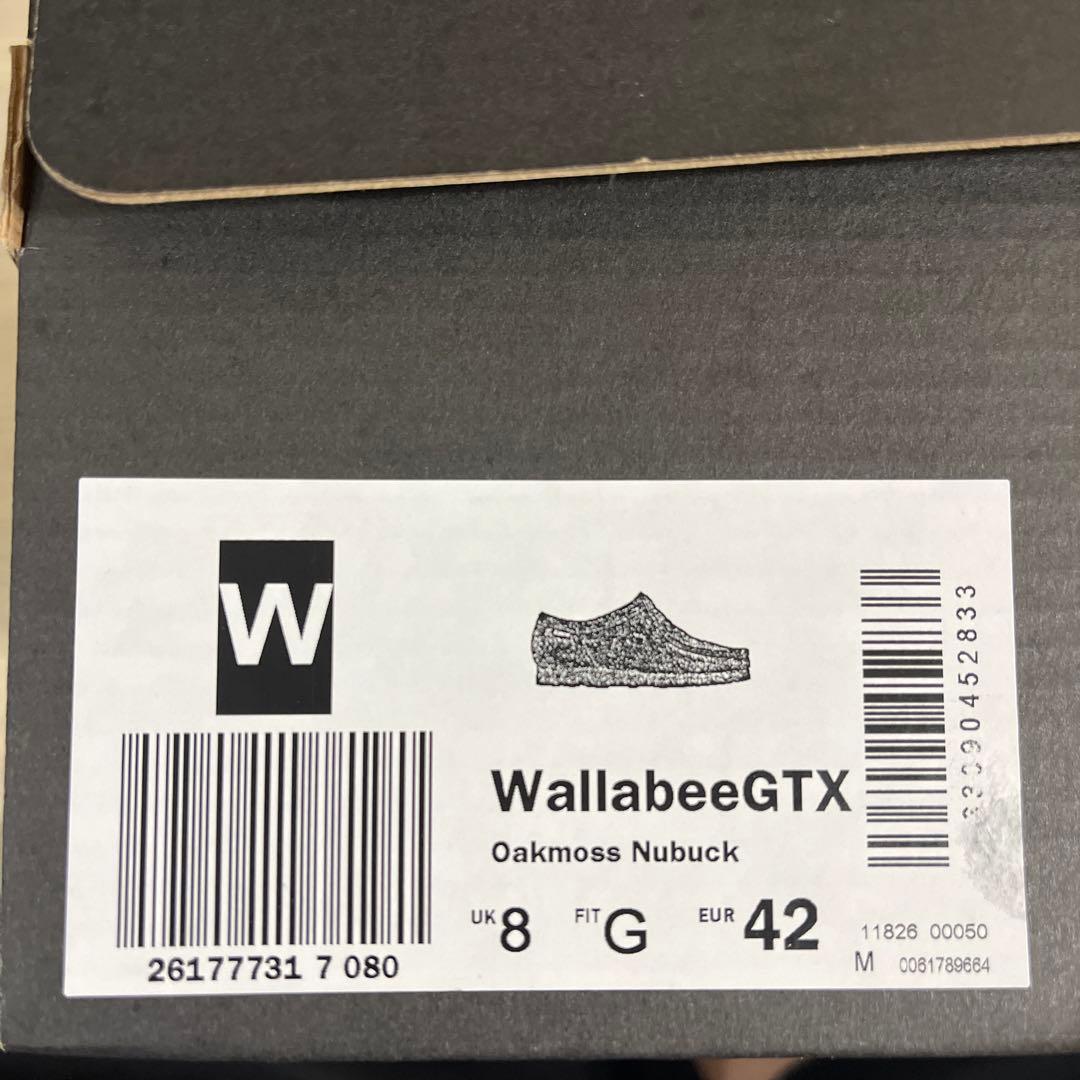 W
26177731 7 080
WallabeeGTX
Oakmoss Nubuck
UK 8 FIT G EUR 42
11826 00050
M 0061789664